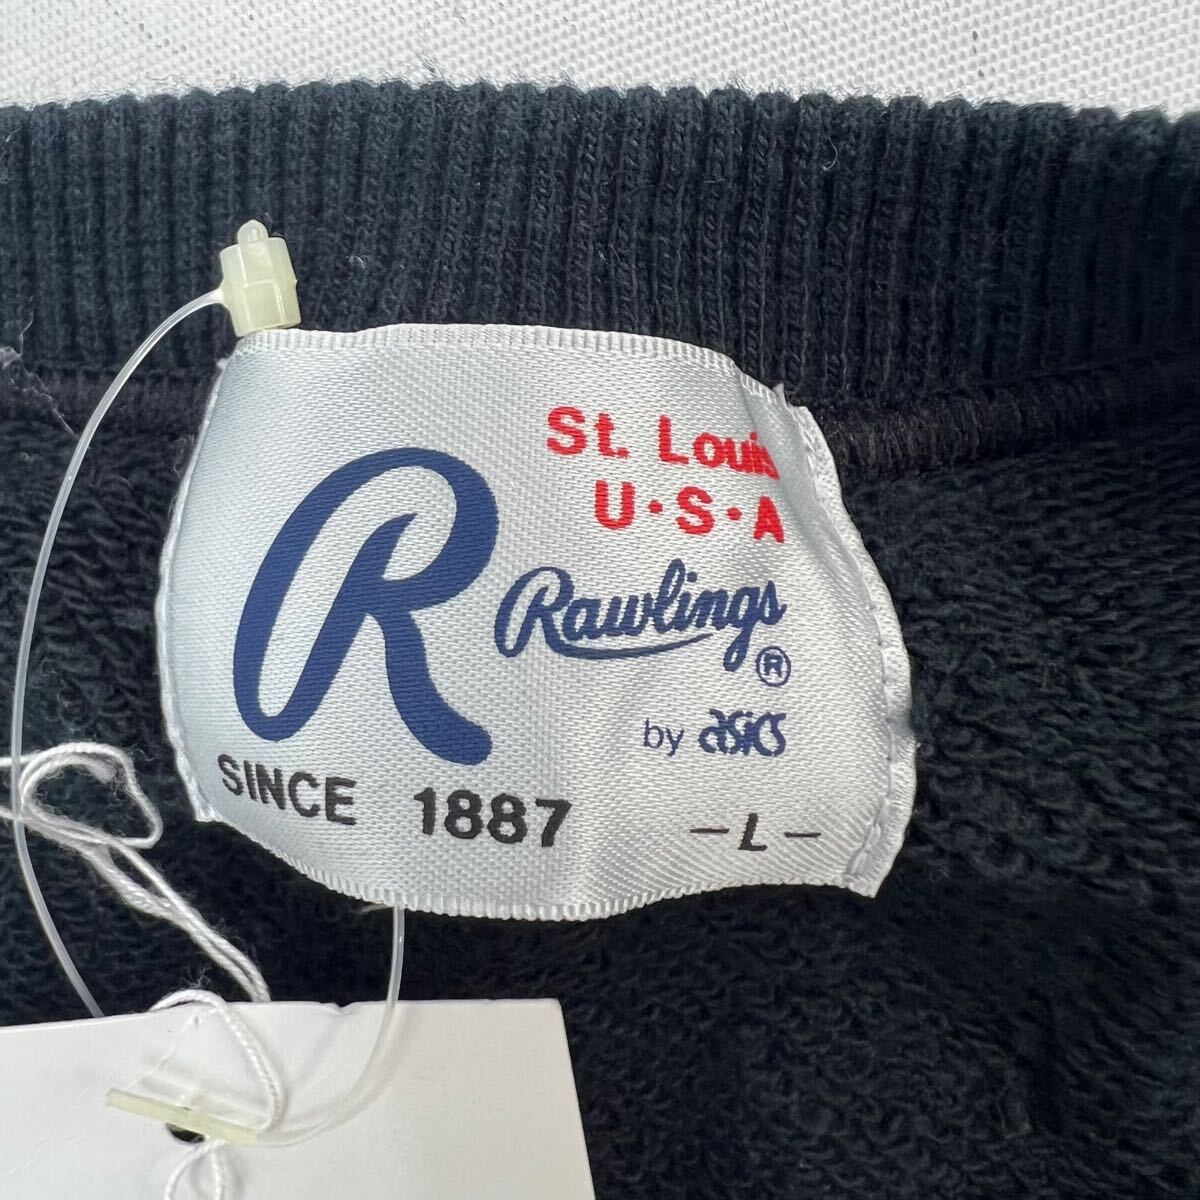 St. Louis
U・S・A
R
Rawlings®
by asics
SINCE 1887
-L-